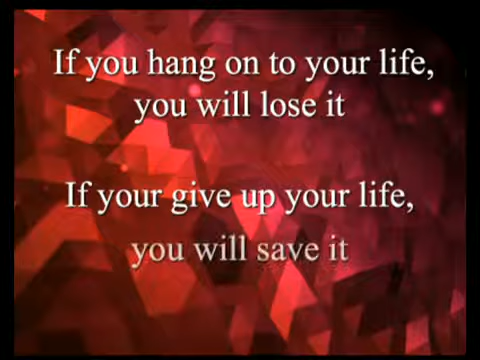 If you hang on to your life,
you will lose it
If your give up your life,
you will save it